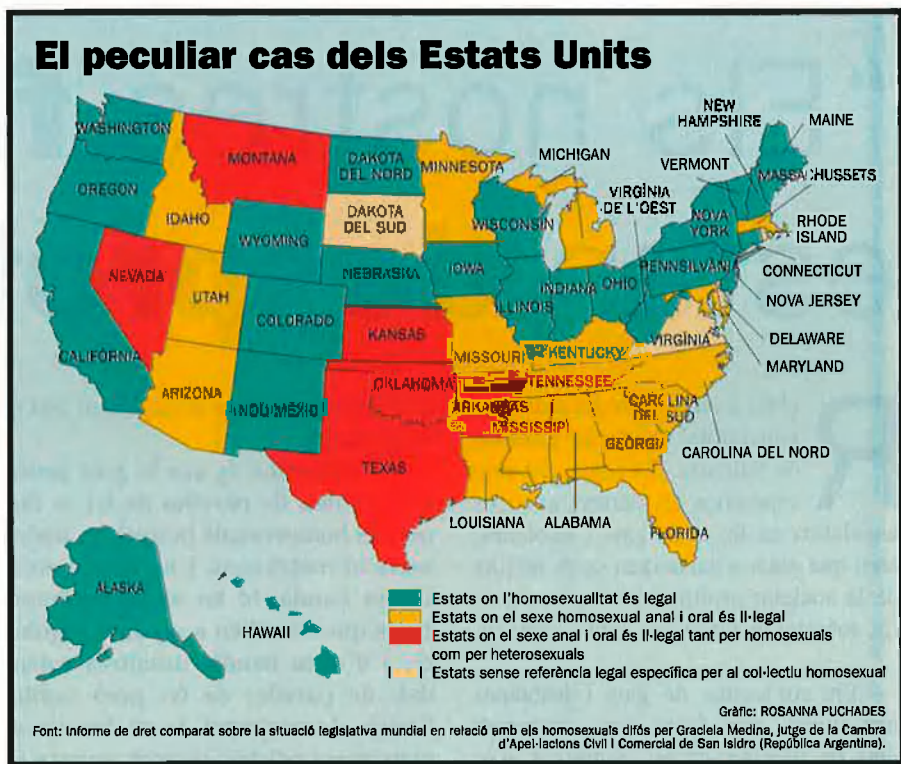 El peculiar cas dels Estats Units
WASHINGTON
OREGON
CALIFÒRNIA
IDAHO
NEVADA
MONTANA
WYOMING
UTAH
ARIZONA
COLORADO
NOU MÈXIC
DAKOTA
DEL NORD
DAKOTA
DEL SUD
NEBRASKA
KANSAS
OKLAHOMA
TEXAS
MINNESOTA
IOWA
MISSOURI
ARKANSAS
LOUISIANA
WISCONSIN
ILLINOIS
MICHIGAN
INDIANA
OHIO
KENTUCKY
TENNESSEE
MISSISSIPI
ALABAMA
GEÒRGIA
FLORIDA
CAROLINA
DEL SUD
CAROLINA DEL NORD
VIRGÍNIA
VIRGÍNIA
DE L'OEST
PENNSILVÀNIA
NOVA
YORK
VERMONT
NEW
HAMPSHIRE
MAINE
MASSACHUSSETS
RHODE
ISLAND
CONNECTICUT
NOVA JERSEY
DELAWARE
MARYLAND
ALASKA
HAWAII
Estats on l'homosexualitat és legal
Estats on el sexe homosexual anal i oral és il·legal
Estats on el sexe anal i oral és il·legal tant per homosexuals
com per heterosexuals
Estats sense referència legal específica per al col·lectiu homosexual
Gràfic: ROSANNA PUCHADES
Font: Informe de dret comparat sobre la situació legislativa mundial en relació amb els homosexuals difós per Graciela Medina, jutge de la Cambra
d'Apel·lacions Civil i Comercial de San Isidro (República Argentina).